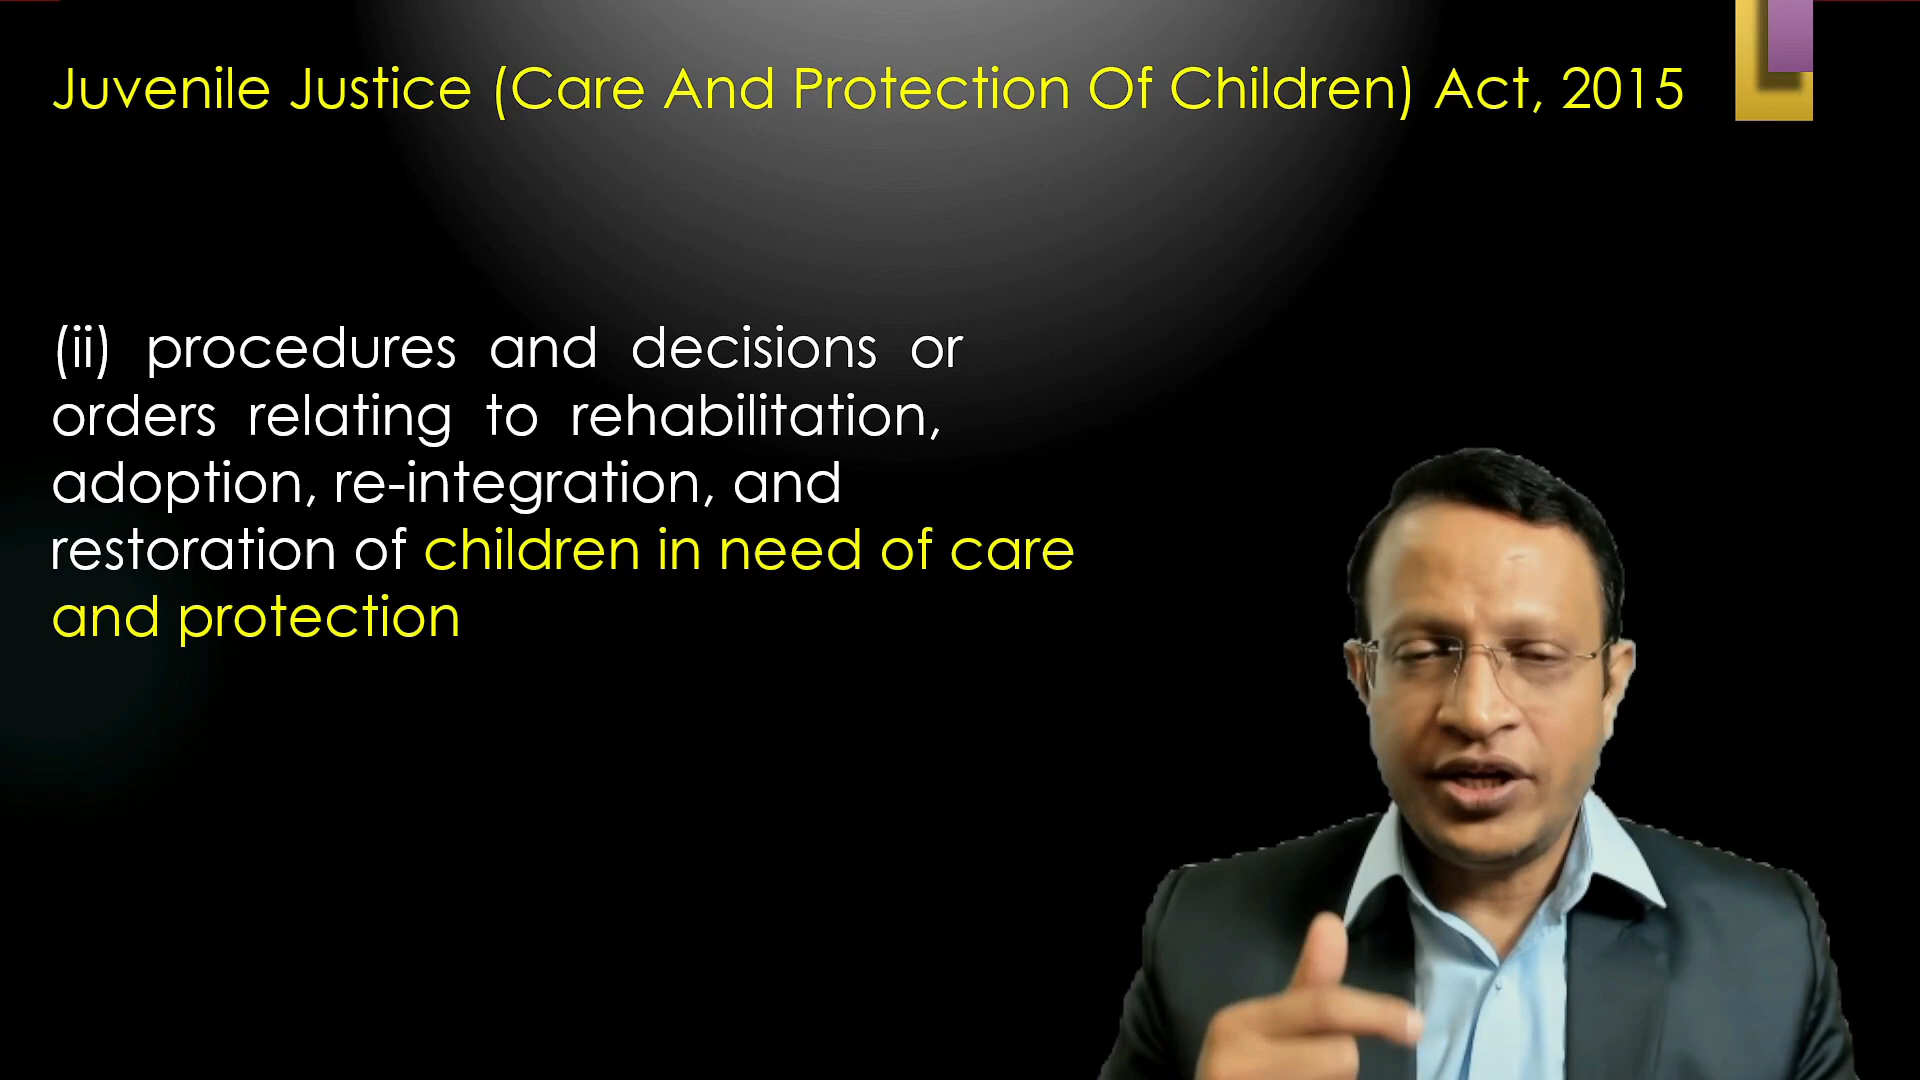 Juvenile Justice (Care And Protection Of Children) Act, 2015
(ii) procedures and decisions or
orders relating to rehabilitation,
adoption, re-integration, and
restoration of children in need of care
and protection